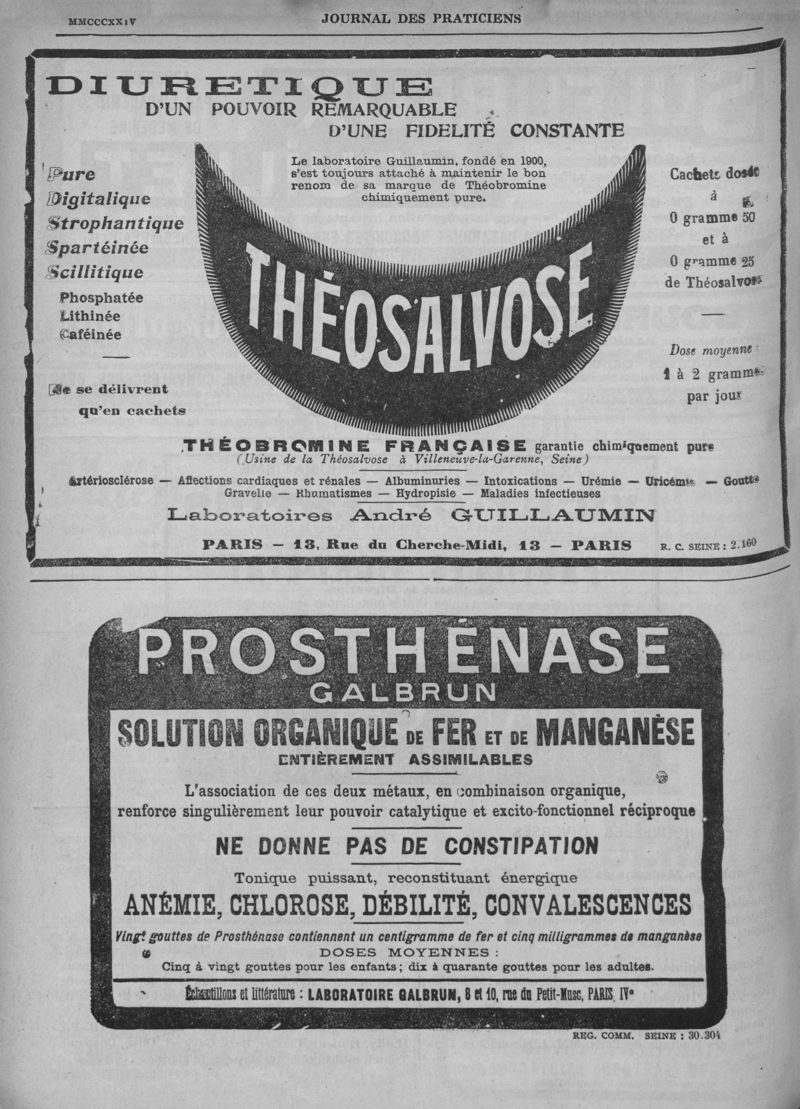 MMCCCXXIV
JOURNAL DES PRATICIENS
DIURETIQUE
D'UN POUVOIR REMARQUABLE
D'UNE FIDELITÉ CONSTANTE
Pure
Digitalique
Strophantique
Spartéinée
Scillitique
Phosphatée
Lithinée
Caféinée
Ne se délivrent
qu'en cachets
Le laboratoire Guillaumin, fondé en 1900,
s'est toujours attaché à maintenir le bon
renom de sa marque de Théobromine
chimiquement pure.
THÉOSALVOSE
Cachets dosés
à
0 gramme 50
et à
0 gramme 25
de Théosalvose
Dose moyenne :
1 à 2 grammes
par jour
THÉOBROMINE FRANÇAISE garantie chimiquement pure
(Usine de la Théosalvose à Villeneuve-la-Garenne, Seine)
Artériosclérose — Affections cardiaques et rénales — Albuminuries — Intoxications — Urémie — Uricémie — Goutte
Gravelle — Rhumatismes — Hydropisie — Maladies infectieuses
Laboratoires André GUILLAUMIN
PARIS — 13, Rue du Cherche-Midi, 13 — PARIS R. C. SEINE : 2.160
PROSTHÉNASE
GALBRUN
SOLUTION ORGANIQUE DE FER ET DE MANGANÈSE
ENTIÈREMENT ASSIMILABLES
L'association de ces deux métaux, en combinaison organique,
renforce singulièrement leur pouvoir catalytique et excito-fonctionnel réciproque
NE DONNE PAS DE CONSTIPATION
Tonique puissant, reconstituant énergique
ANÉMIE, CHLOROSE, DÉBILITÉ, CONVALESCENCES
Vingt gouttes de Prosthénase contiennent un centigramme de fer et cinq milligrammes de manganèse
DOSES MOYENNES :
Cinq à vingt gouttes pour les enfants ; dix à quarante gouttes pour les adultes.
Échantillons et littérature : LABORATOIRE GALBRUN, 8 et 10, rue du Petit-Musc, PARIS, IVe
REG. COMM. SEINE : 30.304